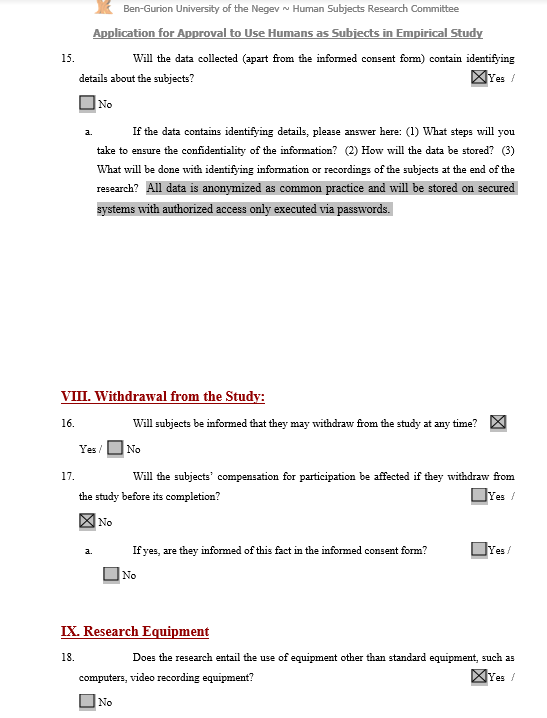 Ben-Gurion University of the Negev ~ Human Subjects Research Committee
Application for Approval to Use Humans as Subjects in Empirical Study
15. Will the data collected (apart from the informed consent form) contain identifying
details about the subjects? ☒Yes /
☐ No
a. If the data contains identifying details, please answer here: (1) What steps will you
take to ensure the confidentiality of the information? (2) How will the data be stored? (3)
What will be done with identifying information or recordings of the subjects at the end of the
research? All data is anonymized as common practice and will be stored on secured
systems with authorized access only executed via passwords.
VIII. Withdrawal from the Study:
16. Will subjects be informed that they may withdraw from the study at any time? ☒
Yes / ☐ No
17. Will the subjects' compensation for participation be affected if they withdraw from
the study before its completion? ☐Yes /
☒ No
a. If yes, are they informed of this fact in the informed consent form? ☐Yes /
☐ No
IX. Research Equipment
18. Does the research entail the use of equipment other than standard equipment, such as
computers, video recording equipment? ☒Yes /
☐ No